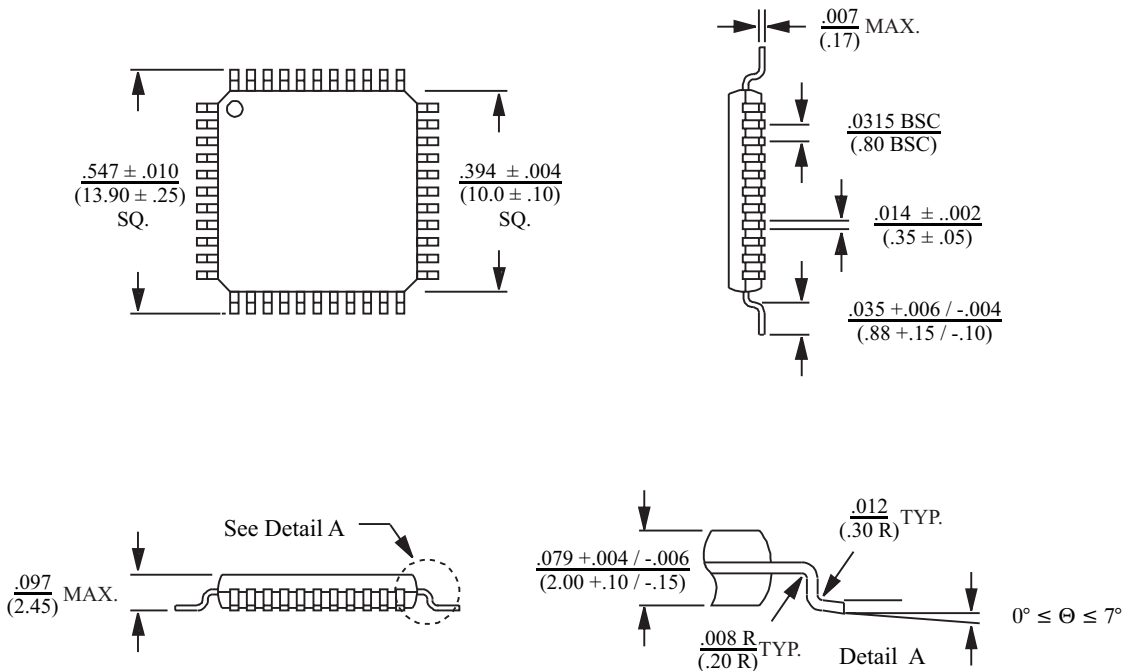 .007
(.17) MAX.
.547 ± .010
(13.90 ± .25)
SQ.
.394 ± .004
(10.0 ± .10)
SQ.
.0315 BSC
(.80 BSC)
.014 ± ..002
(.35 ± .05)
.035 +.006 / -.004
(.88 +.15 / -.10)
See Detail A
.097
(2.45) MAX.
.079 +.004 / -.006
(2.00 +.10 / -.15)
.012
(.30 R) TYP.
.008 R
(.20 R) TYP.
0° ≤ Θ ≤ 7°
Detail A